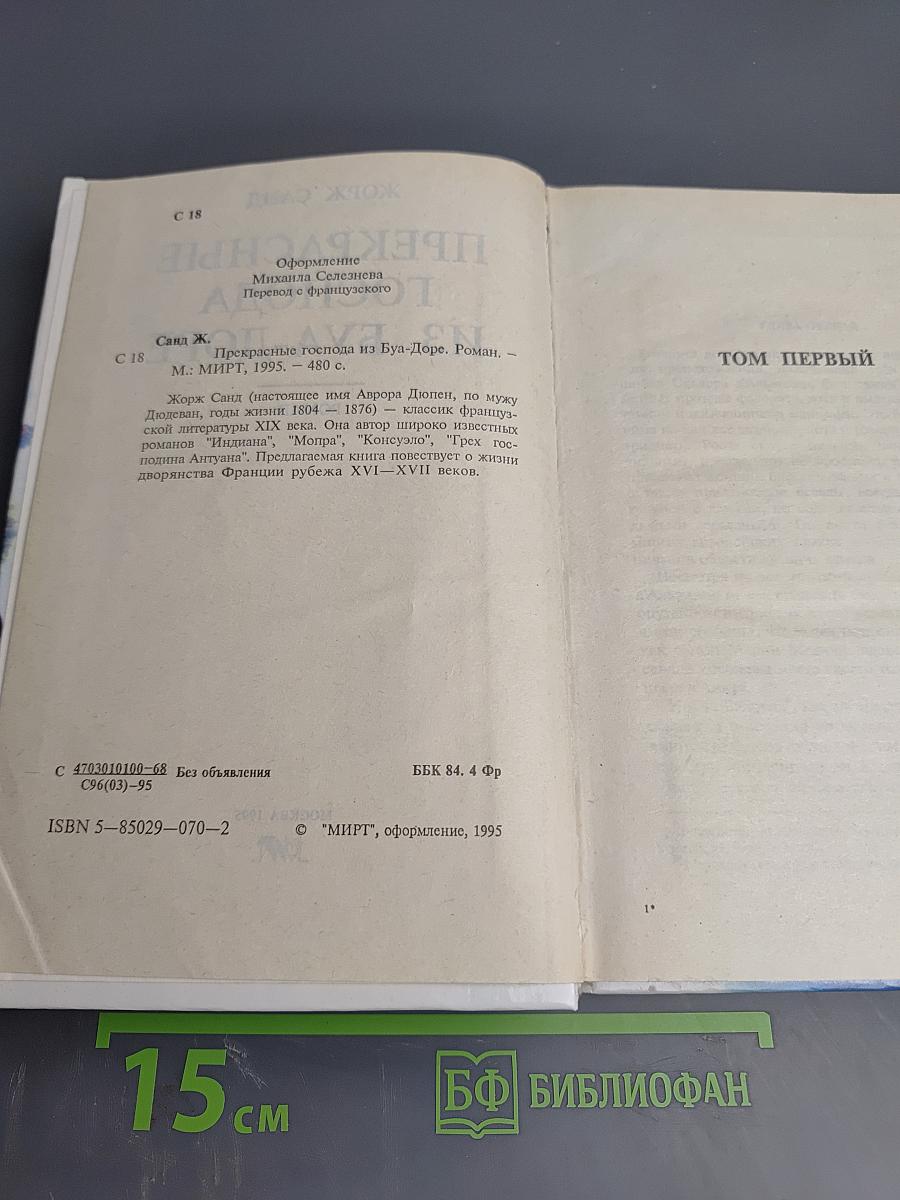 С 18
Оформление
Михаила Селезнева
Перевод с французского
Санд Ж.
С 18 Прекрасные господа из Буа-Доре. Роман. —
М.: МИРТ, 1995. — 480 с.
Жорж Санд (настоящее имя Аврора Дюпен, по мужу
Дюдеван, годы жизни 1804 — 1876) — классик француз-
ской литературы XIX века. Она автор широко известных
романов "Индиана", "Мопра", "Консуэло", "Грех гос-
подина Антуана". Предлагаемая книга повествует о жизни
дворянства Франции рубежа XVI—XVII веков.
С 4703010100—68 Без объявления
С96(03)—95
ББК 84. 4 Фр
ISBN 5—85029—070—2
© "МИРТ", оформление, 1995
ТОМ ПЕРВЫЙ
1*
15 см
БФ БИБЛИОФАН